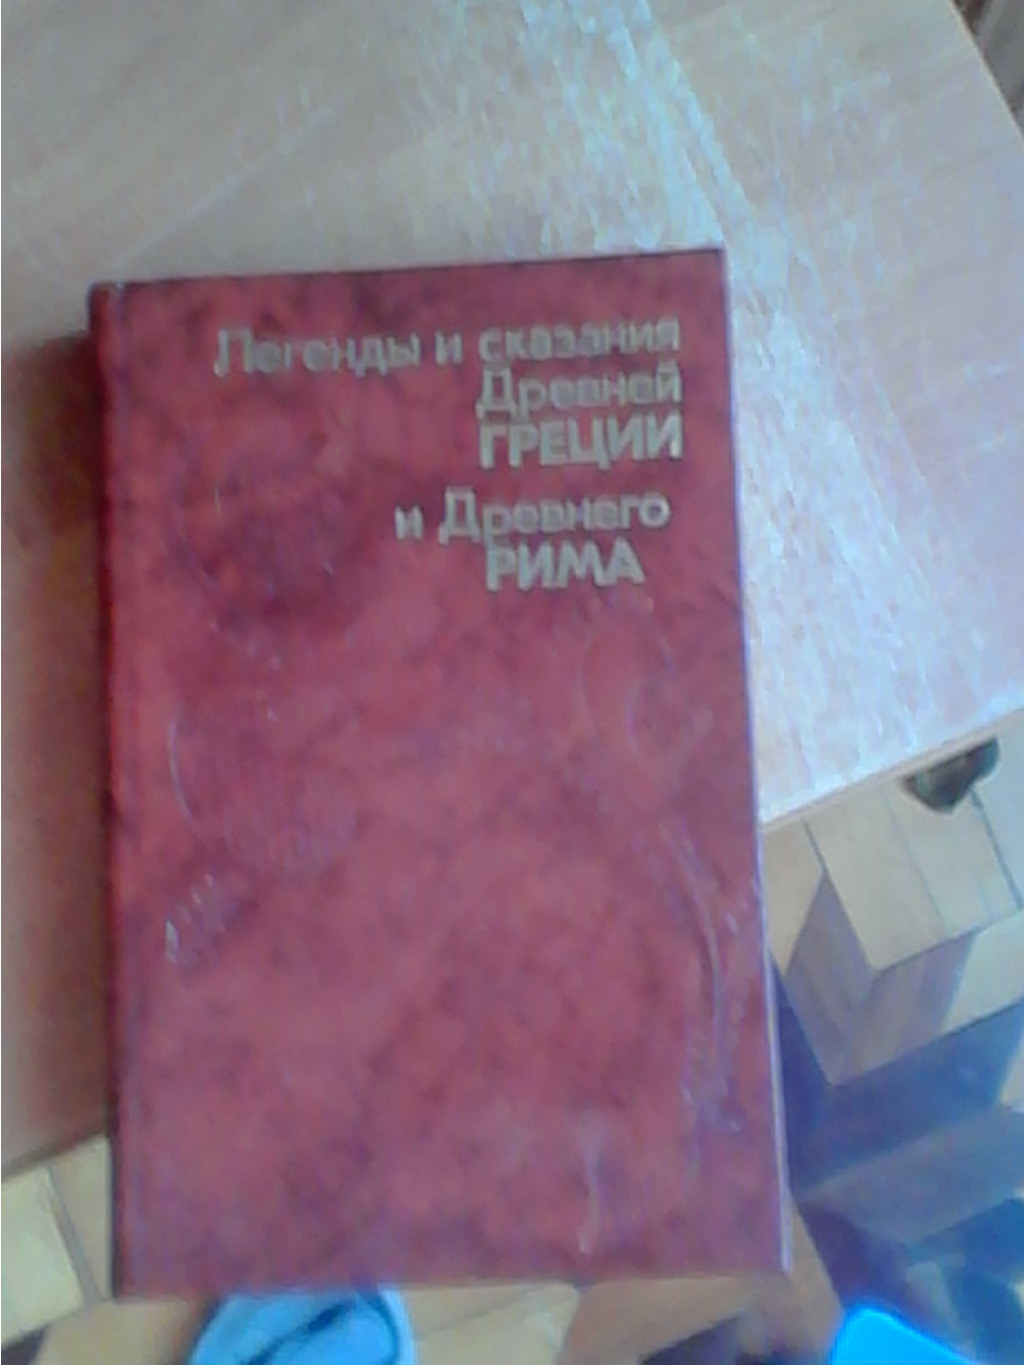 Легенды и сказания
Древней
ГРЕЦИИ
и Древнего
РИМА